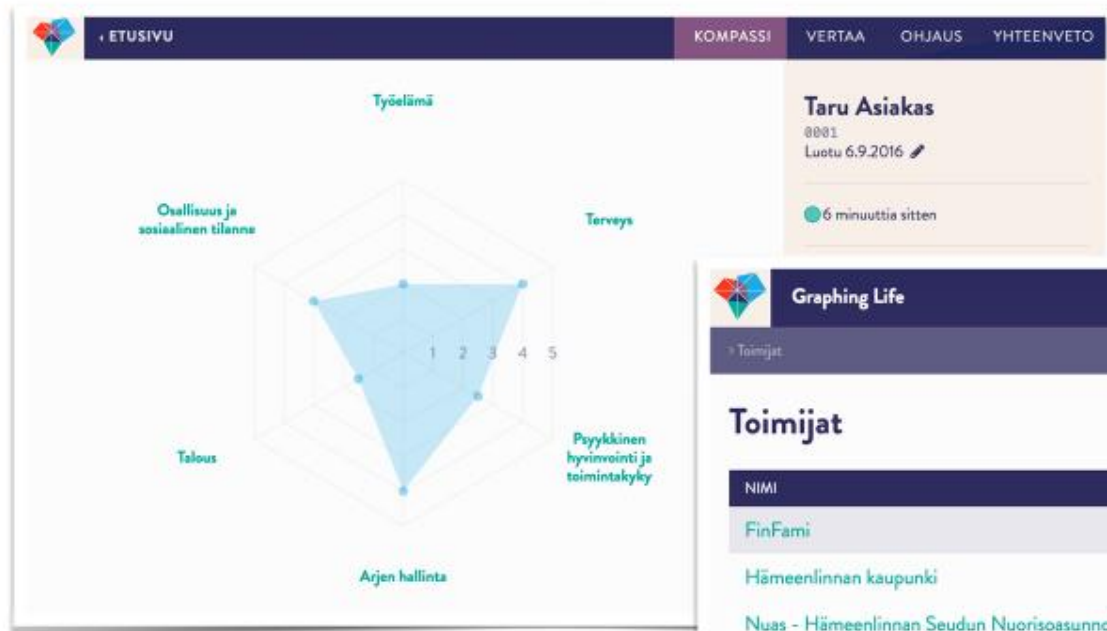 ‹ ETUSIVU
KOMPASSI
VERTAA
OHJAUS
YHTEENVETO
Työelämä
Osallisuus ja
sosiaalinen tilanne
Terveys
1 2 3 4 5
Talous
Psyykkinen
hyvinvointi ja
toimintakyky
Arjen hallinta
Taru Asiakas
0001
Luotu 6.9.2016
6 minuuttia sitten
Graphing Life
› Toimijat
Toimijat
NIMI
FinFami
Hämeenlinnan kaupunki
Nuas - Hämeenlinnan Seudun Nuorisoasunno